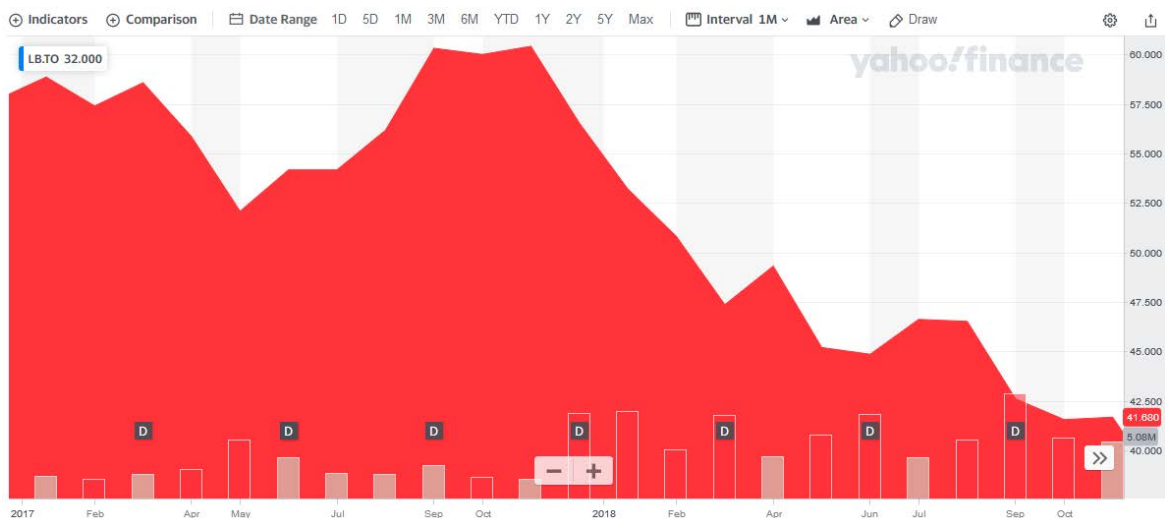 Indicators Comparison Date Range 1D 5D 1M 3M 6M YTD 1Y 2Y 5Y Max Interval 1M Area Draw
LB.TO 32.000
yahoo!finance
60.000
57.500
55.000
52.500
50.000
47.500
45.000
42.500
41.680
5.08M
40.000
D D D D D D D
− +
»
2017 Feb Apr May Jul Sep Oct 2018 Feb Apr Jun Jul Sep Oct